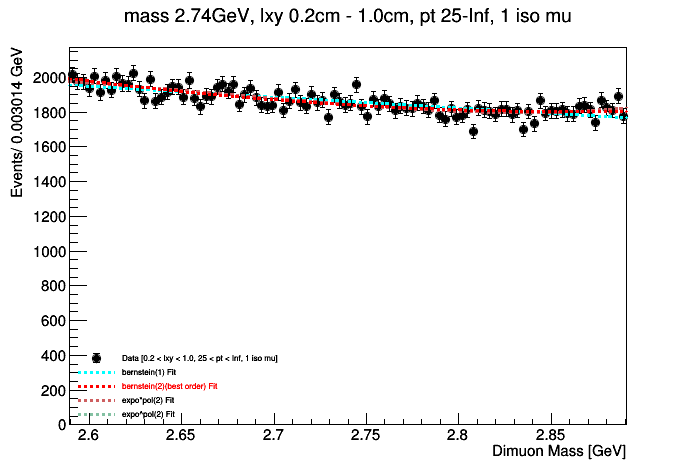 mass 2.74GeV, lxy 0.2cm - 1.0cm, pt 25-Inf, 1 iso mu
Events/ 0.003014 GeV
2000
1800
1600
1400
1200
1000
800
600
400
200
0
Data [0.2 < lxy < 1.0, 25 < pt < Inf, 1 iso mu]
bernstein(1) Fit
bernstein(2)(best order) Fit
expo*pol(2) Fit
expo^pol(2) Fit
2.6 2.65 2.7 2.75 2.8 2.85
Dimuon Mass [GeV]